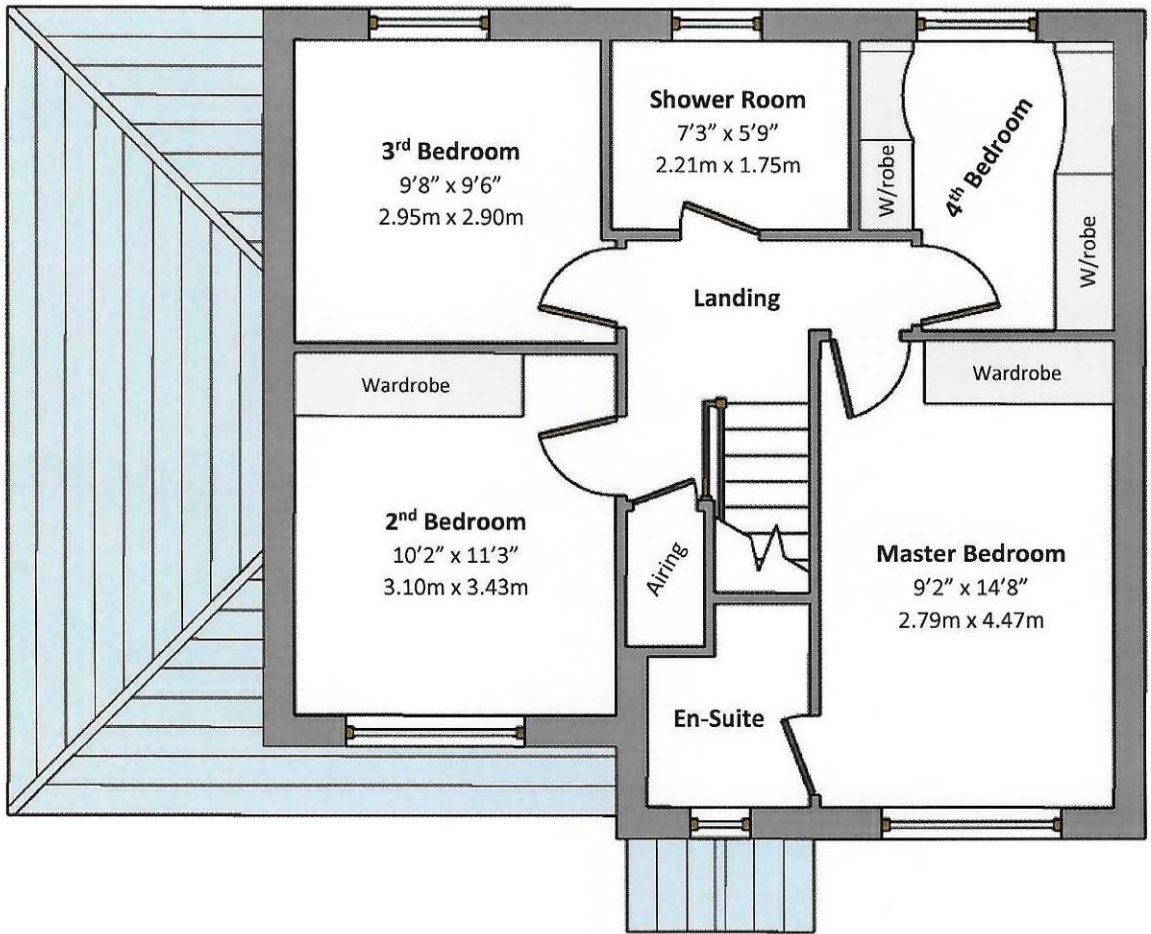 3rd Bedroom
9’8” x 9’6”
2.95m x 2.90m
Shower Room
7’3” x 5’9”
2.21m x 1.75m
W/robe
4th Bedroom
W/robe
Landing
Wardrobe
Wardrobe
2nd Bedroom
10’2” x 11’3”
3.10m x 3.43m
Airing
Master Bedroom
9’2” x 14’8”
2.79m x 4.47m
En-Suite